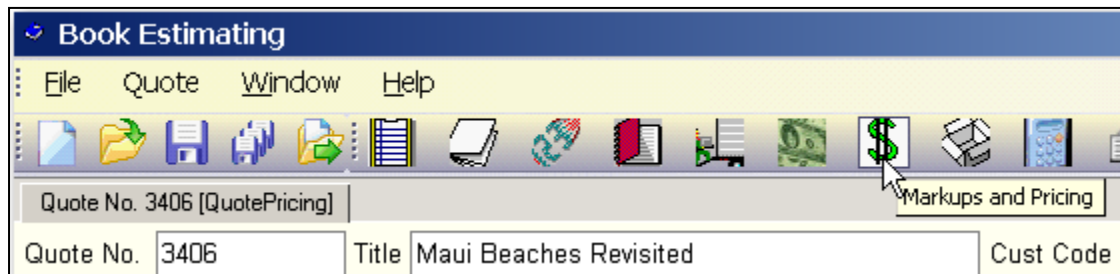 Book Estimating
File Quote Window Help
$
Quote No. 3406 [QuotePricing]
Markups and Pricing
Quote No. 3406 Title Maui Beaches Revisited Cust Code